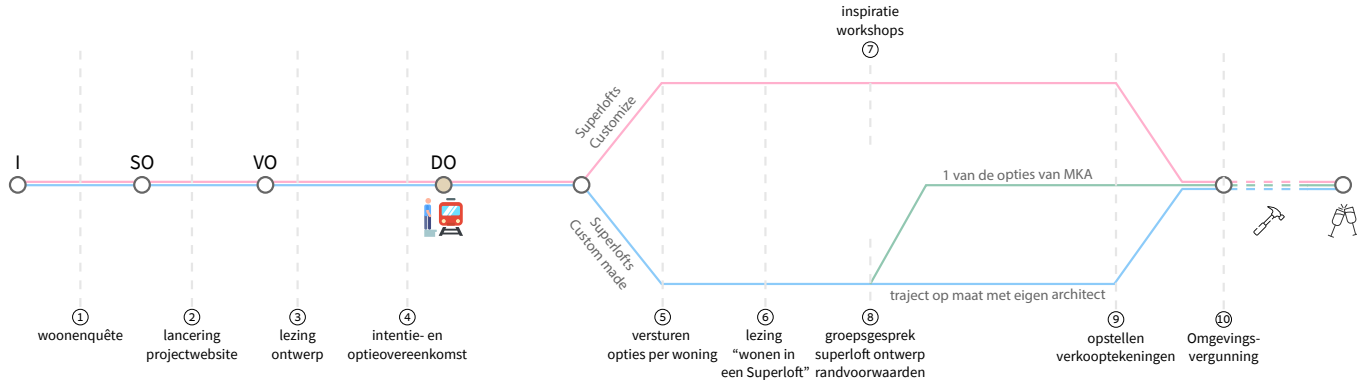 inspiratie
workshops
7
Superlofts
Customize
I
SO
VO
DO
1 van de opties van MKA
Superlofts
Custom made
traject op maat met eigen architect
1
woonenquête
2
lancering
projectwebsite
3
lezing
ontwerp
4
intentie- en
optieovereenkomst
5
versturen
opties per woning
6
lezing
“wonen in
een Superloft”
8
groepsgesprek
superloft ontwerp
randvoorwaarden
9
opstellen
verkooptekeningen
10
Omgevings-
vergunning